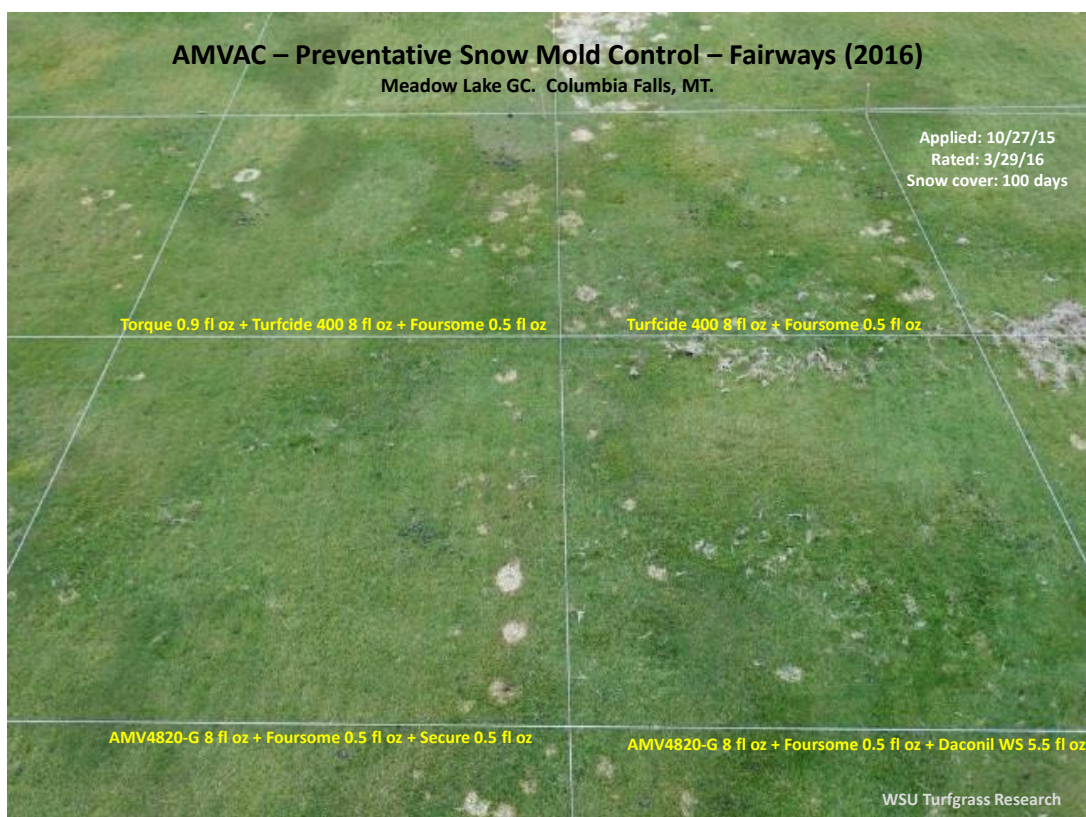 AMVAC – Preventative Snow Mold Control – Fairways (2016)
Meadow Lake GC.  Columbia Falls, MT.
Applied: 10/27/15
Rated: 3/29/16
Snow cover: 100 days
Torque 0.9 fl oz + Turfcide 400 8 fl oz + Foursome 0.5 fl oz
Turfcide 400 8 fl oz + Foursome 0.5 fl oz
AMV4820-G 8 fl oz + Foursome 0.5 fl oz + Secure 0.5 fl oz
AMV4820-G 8 fl oz + Foursome 0.5 fl oz + Daconil WS 5.5 fl oz
WSU Turfgrass Research